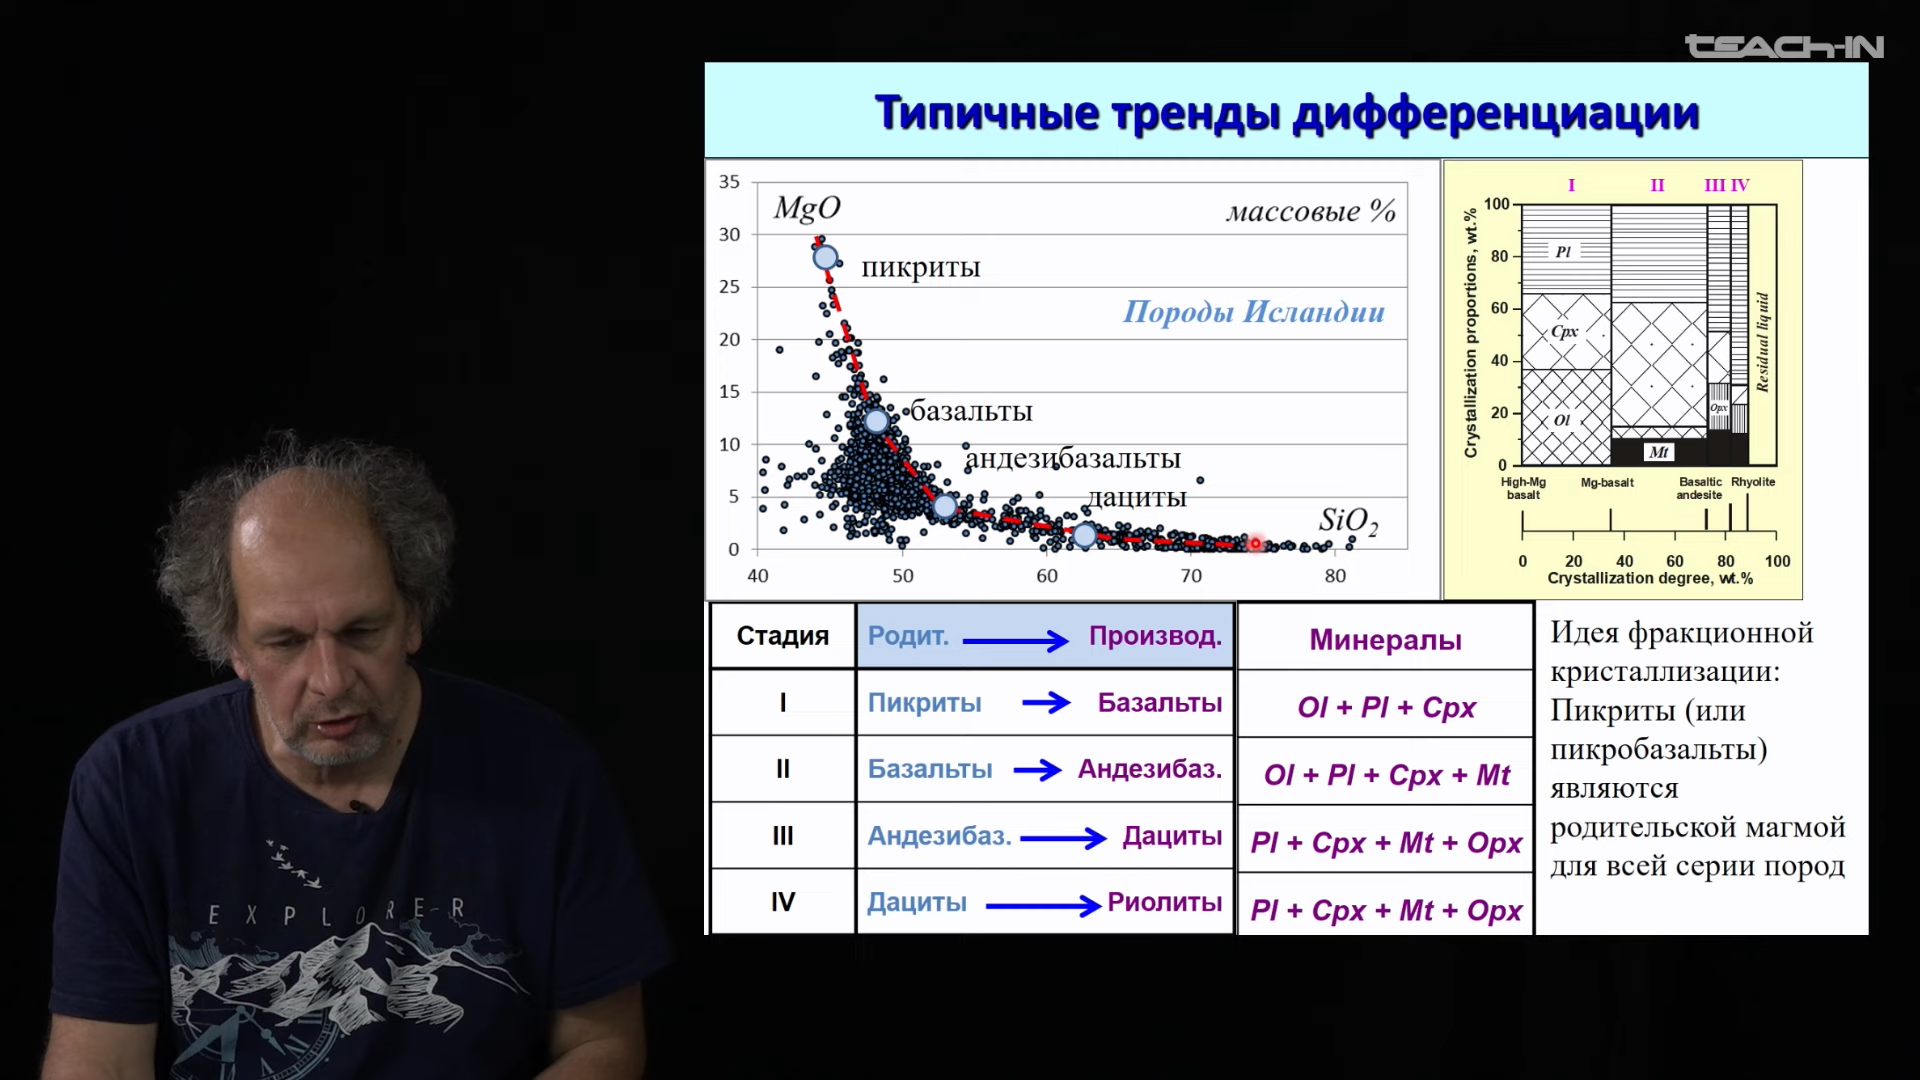 TEACH-IN
Типичные тренды дифференциации
35
30
25
20
15
10
5
0
MgO
массовые %
пикриты
Породы Исландии
базальты
андезибазальты
дациты
SiO2
40 50 60 70 80
I II III IV
Crystallization proportions, wt.%
100
80
60
40
20
0
Pl
Cpx
Ol
Mt
Opx
Residual liquid
High-Mg basalt
Mg-basalt
Basaltic andesite
Rhyolite
0 20 40 60 80 100
Crystallization degree, wt.%
Стадия Родит. Производ. Минералы
I Пикриты Базальты Ol + Pl + Cpx
II Базальты Андезибаз. Ol + Pl + Cpx + Mt
III Андезибаз. Дациты Pl + Cpx + Mt + Opx
IV Дациты Риолиты Pl + Cpx + Mt + Opx
Идея фракционной
кристаллизации:
Пикриты (или
пикробазальты)
являются
родительской магмой
для всей серии пород
EXPLORER